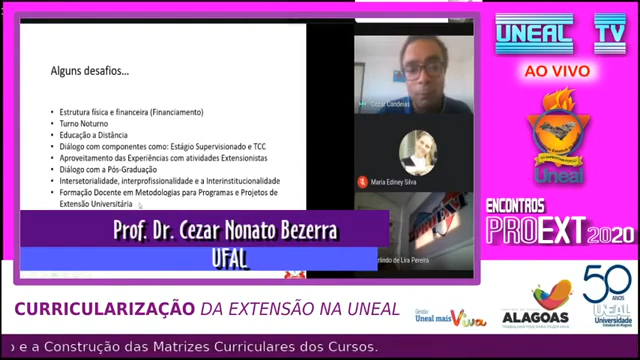 UNEAL TV
AO VIVO
Alguns desafios...
• Estrutura física e financeira (Financiamento)
• Turno Noturno
• Educação a Distância
• Diálogo com componentes como: Estágio Supervisionado e TCC
• Aproveitamento das Experiências com atividades Extensionistas
• Diálogo com a Pós-Graduação
• Intersetorialidade, interprofissionalidade e a Interinstitucionalidade
• Formação Docente em Metodologias para Programas e Projetos de
Extensão Universitária
Cezar Candeias
Maria Ediney Silva
rlindo de Lira Pereira
Prof. Dr. Cezar Nonato Bezerra
UFAL
Uneal
ENCONTROS
PROEXT 2020
CURRICULARIZAÇÃO DA EXTENSÃO NA UNEAL
Gestão
Uneal mais Viva
ALAGOAS
50 ANOS
UNEAL
Universidade
o e a Construção das Matrizes Curriculares dos Cursos.